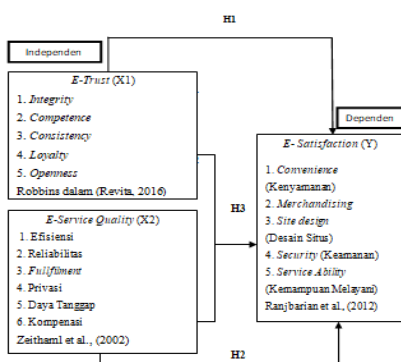 H1
Independen
E-Trust (X1)
1. Integrity
2. Competence
3. Consistency
4. Loyalty
5. Openness
Robbins dalam (Revita, 2016)
Dependen
E- Satisfaction (Y)
1. Convenience
(Kenyamanan)
2. Merchandising
3. Site design
(Desain Situs)
4. Security (Keamanan)
5. Service Ability
(Kemampuan Melayani)
Ranjbarian et al., (2012)
H3
E-Service Quality (X2)
1. Efisiensi
2. Reliabilitas
3. Fullfilment
4. Privasi
5. Daya Tanggap
6. Kompenasi
Zeithaml et al., (2002)
H2